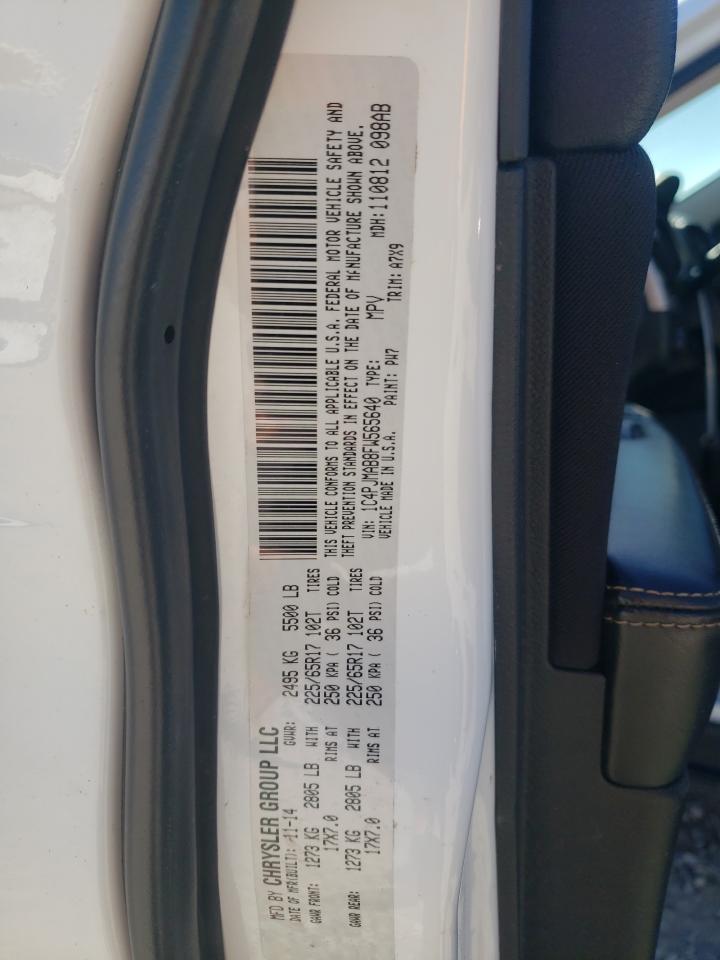 MFD BY CHRYSLER GROUP LLC
DATE OF MFR(BUILT): 11-14 GVWR: 2495 KG 5500 LB
GAWR FRONT: 1273 KG 2805 LB WITH 225/65R17 102T TIRES
17X7.0 RIMS AT 250 KPA ( 36 PSI) COLD
GAWR REAR: 1273 KG 2805 LB WITH 225/65R17 102T TIRES
17X7.0 RIMS AT 250 KPA ( 36 PSI) COLD
THIS VEHICLE CONFORMS TO ALL APPLICABLE U.S.A. FEDERAL MOTOR VEHICLE SAFETY AND
THEFT PREVENTION STANDARDS IN EFFECT ON THE DATE OF MANUFACTURE SHOWN ABOVE.
VIN: 1C4PJMAB8FW565640 TYPE: MPV MDH: 110812 098AB
VEHICLE MADE IN U.S.A. PAINT: PW7 TRIM: A7X9